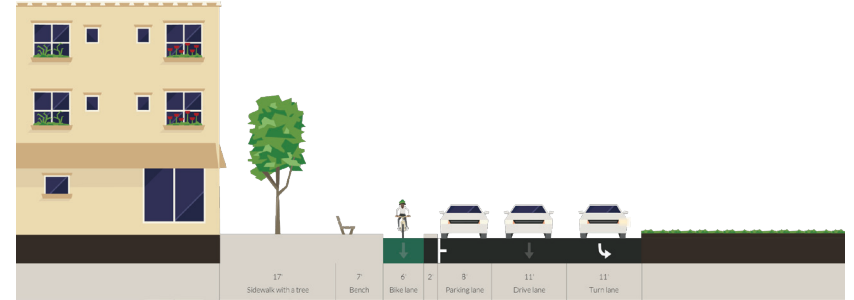 17' 7' 6' 2' 8' 11' 11'
Sidewalk with a tree Bench Bike lane Parking lane Drive lane Turn lane